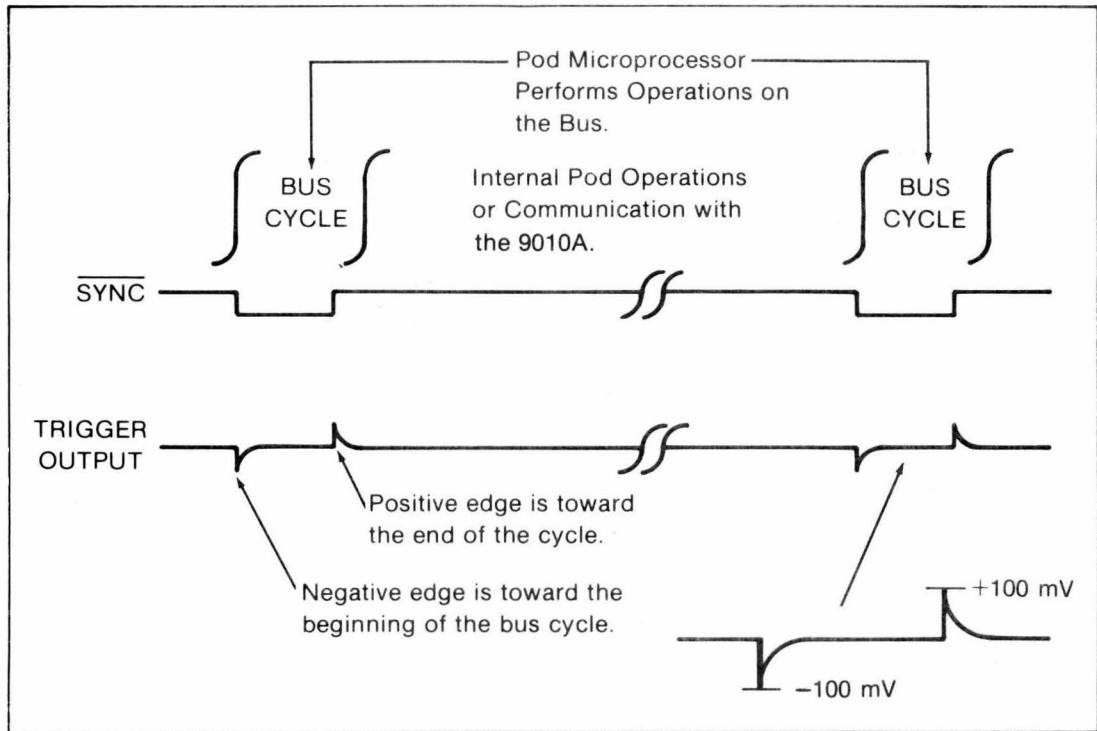 Pod Microprocessor
Performs Operations on
the Bus.
BUS
CYCLE
Internal Pod Operations
or Communication with
the 9010A.
BUS
CYCLE
SYNC
TRIGGER
OUTPUT
Positive edge is toward
the end of the cycle.
Negative edge is toward the
beginning of the bus cycle.
+100 mV
−100 mV